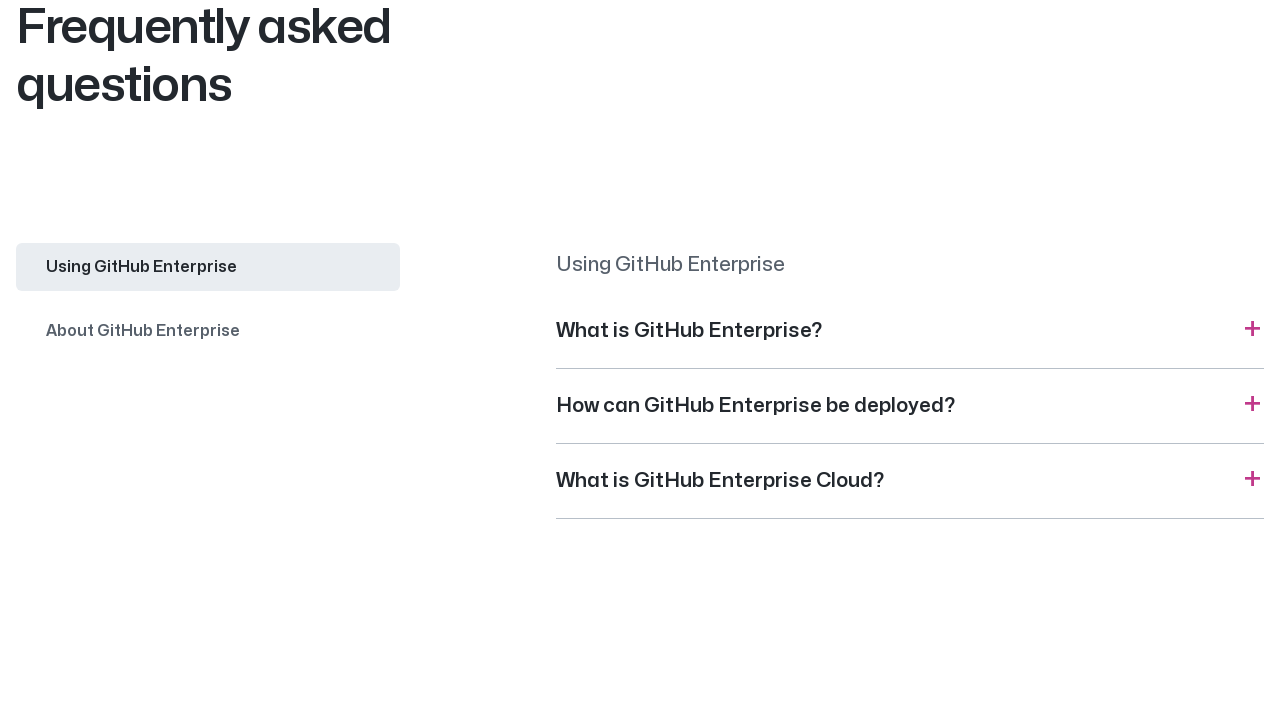 Frequently asked
questions
Using GitHub Enterprise
About GitHub Enterprise
Using GitHub Enterprise
What is GitHub Enterprise?
How can GitHub Enterprise be deployed?
What is GitHub Enterprise Cloud?